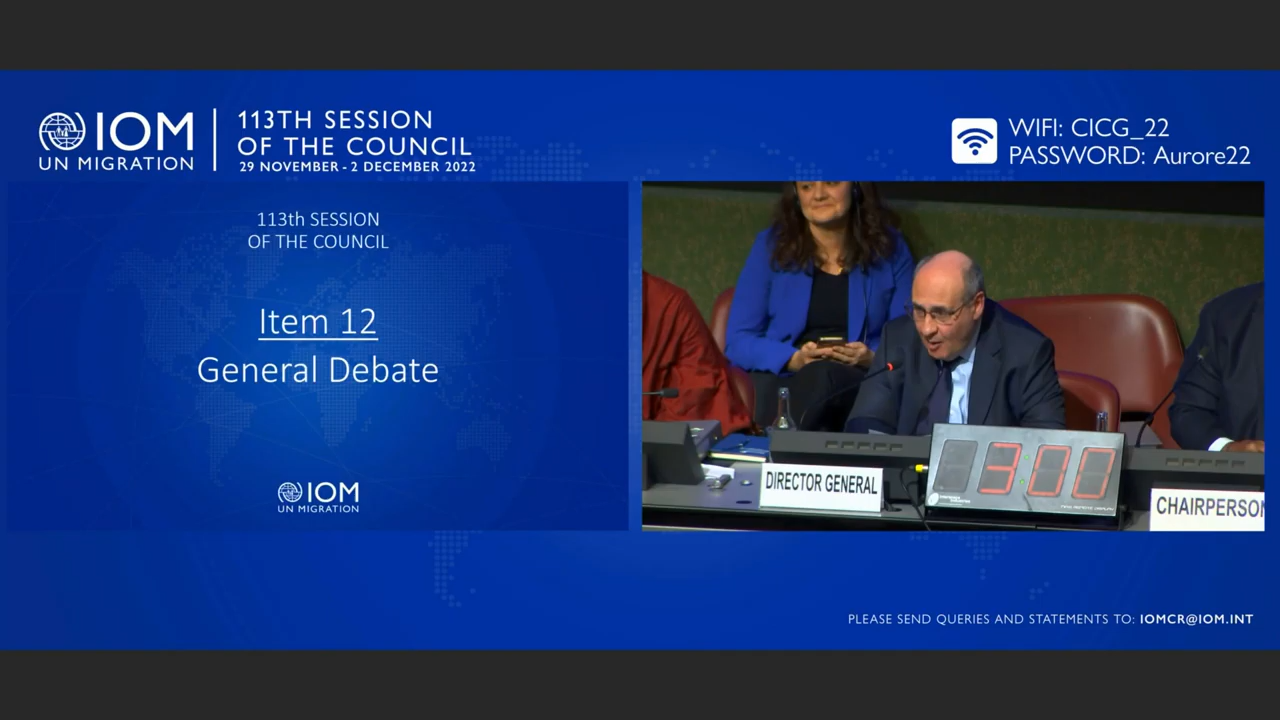 IOM
UN MIGRATION
113TH SESSION
OF THE COUNCIL
29 NOVEMBER - 2 DECEMBER 2022
WIFI: CICG_22
PASSWORD: Aurore22
113th SESSION
OF THE COUNCIL
Item 12
General Debate
IOM
UN MIGRATION
DIRECTOR GENERAL
3:00
CHAIRPERSON
PLEASE SEND QUERIES AND STATEMENTS TO: IOMCR@IOM.INT